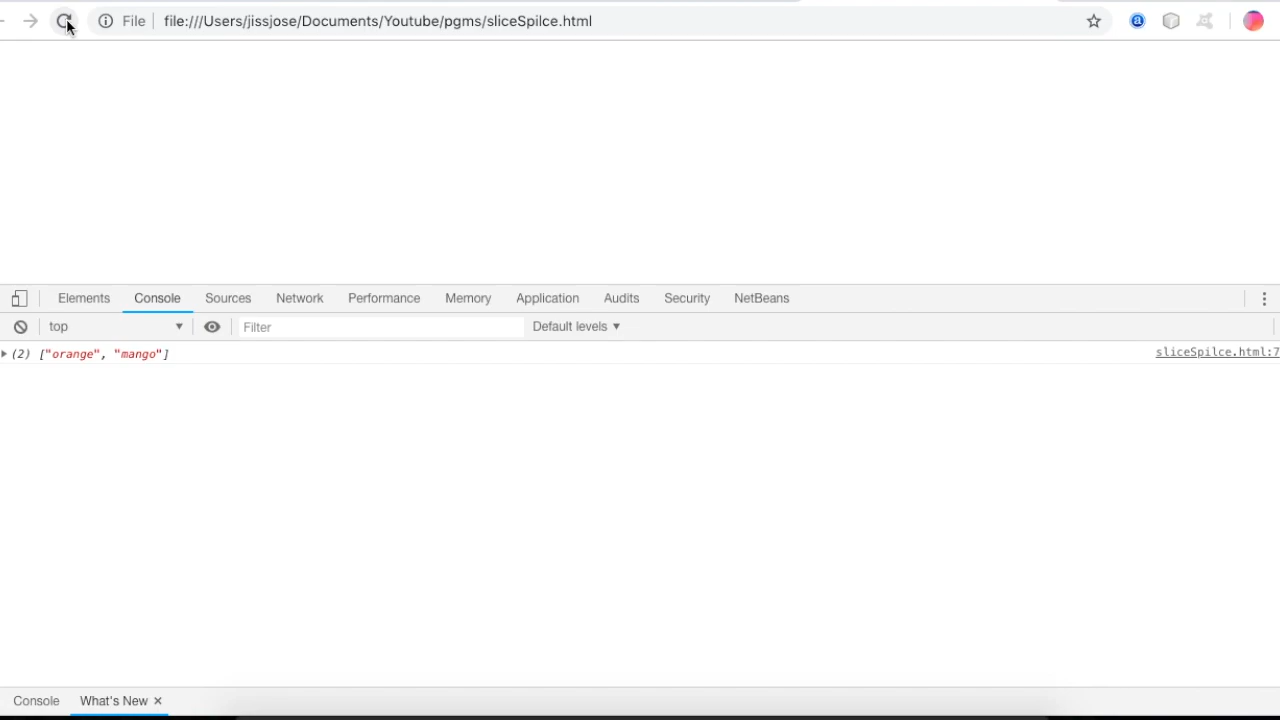 File file:///Users/jissjose/Documents/Youtube/pgms/sliceSpilce.html
Elements Console Sources Network Performance Memory Application Audits Security NetBeans
top Filter Default levels
(2) ["orange", "mango"] sliceSpilce.html:7
Console What's New